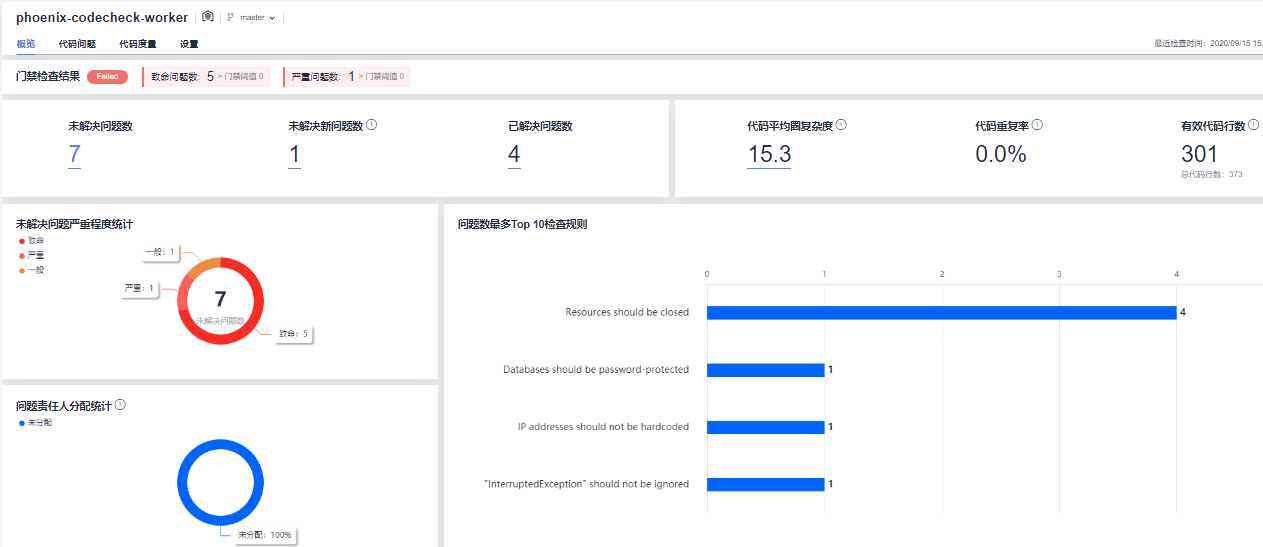 phoenix-codecheck-worker master
概览 代码问题 代码度量 设置
最近检查时间：2020/09/15 15:
门禁检查结果 Failed 致命问题数: 5 > 门禁阈值 0 严重问题数: 1 > 门禁阈值 0
未解决问题数 未解决新问题数 已解决问题数
7 1 4
代码平均圈复杂度 代码重复率 有效代码行数
15.3 0.0% 301
总代码行数：373
未解决问题严重程度统计
致命
严重
一般
一般：1
严重：1
7
未解决问题数
致命：5
问题责任人分配统计
未分配
未分配：100%
问题数最多Top 10检查规则
0 1 2 3 4
Resources should be closed 4
Databases should be password-protected 1
IP addresses should not be hardcoded 1
"InterruptedException" should not be ignored 1